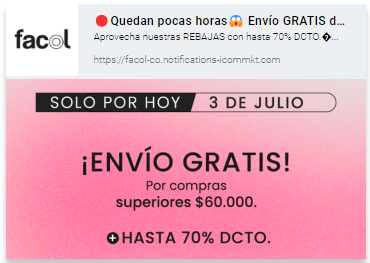 facol
🔴Quedan pocas horas😱 Envío GRATIS d...
Aprovecha nuestras REBAJAS con hasta 70% DCTO.�...
https://facol-co.notifications-icommkt.com
SOLO POR HOY / 3 DE JULIO
¡ENVÍO GRATIS!
Por compras
superiores $60.000.
+ HASTA 70% DCTO.